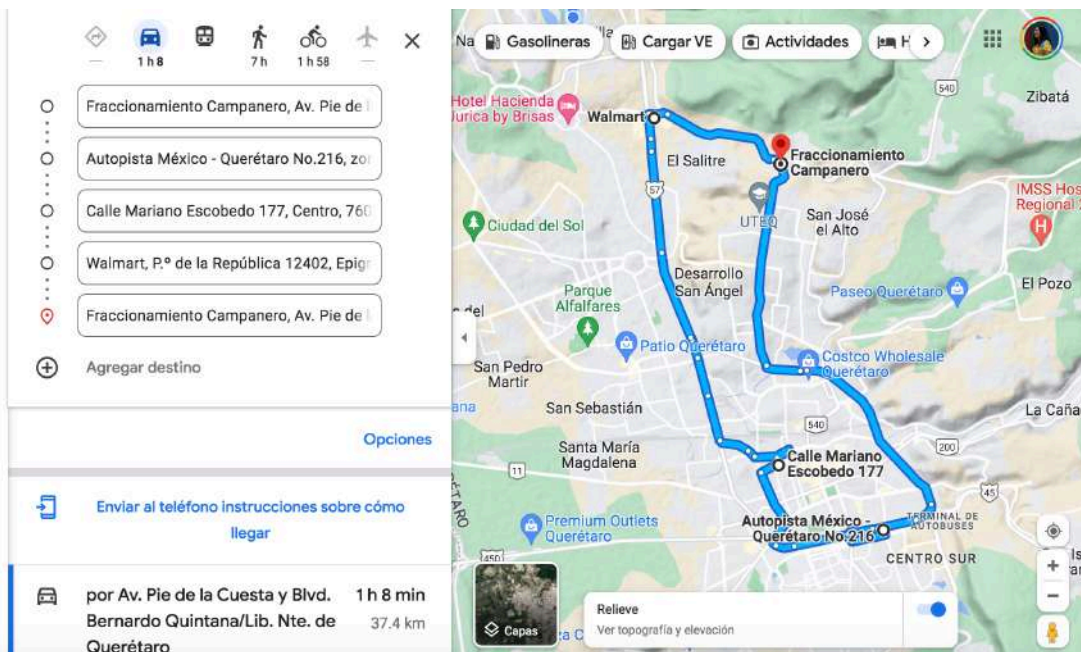 1 h 8
7 h
1 h 58
Fraccionamiento Campanero, Av. Pie de
Autopista México - Querétaro No.216,
Calle Mariano Escobedo 177, Centro, 760
Walmart, P.º de la República 12402, Epig
Fraccionamiento Campanero, Av. Pie de
Agregar destino
Opciones
Enviar al teléfono instrucciones sobre cómo
llegar
por Av. Pie de la Cuesta y Blvd.
Bernardo Quintana/Lib. Nte. de
Querétaro
1 h 8 min
37.4 km
Na
Gasolineras
Cargar VE
Actividades
H
540
Zibatá
Hotel Hacienda
Jurica by Brisas
Walmart
El Salitre
Fraccionamiento
Campanero
57
UTEQ
San José
el Alto
IMSS Hos
Regional 2
Ciudad del Sol
Desarrollo
San Ángel
Parque
Alfalfares
Paseo Querétaro
El Pozo
del
Patio Querétaro
Costco Wholesale
Querétaro
San Pedro
Martir
ana
San Sebastián
540
La Caña
Santa María
Magdalena
200
11
Calle Mariano
Escobedo 177
45
Premium Outlets
Querétaro
Autopista México -
Querétaro No.216
TERMINAL DE
AUTOBUSES
CENTRO SUR
450
Capas
Relieve
Ver topografía y elevación